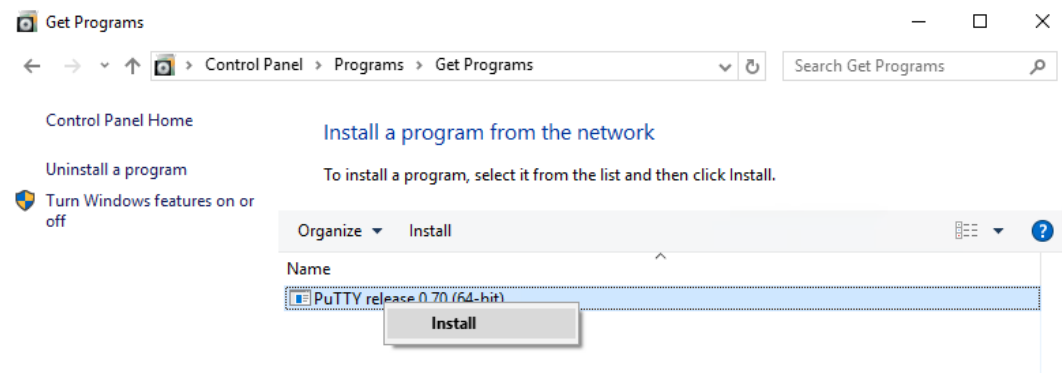 Get Programs
Control Panel > Programs > Get Programs
Search Get Programs
Control Panel Home
Install a program from the network
Uninstall a program
To install a program, select it from the list and then click Install.
Turn Windows features on or
off
Organize Install
Name
PuTTY release 0.70 (64-bit)
Install